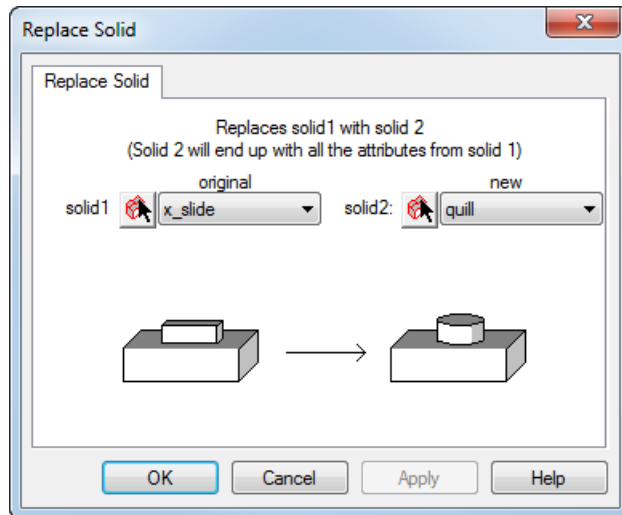 Replace Solid
Replace Solid
Replaces solid1 with solid 2
(Solid 2 will end up with all the attributes from solid 1)
original new
solid1 x_slide solid2: quill
OK Cancel Apply Help